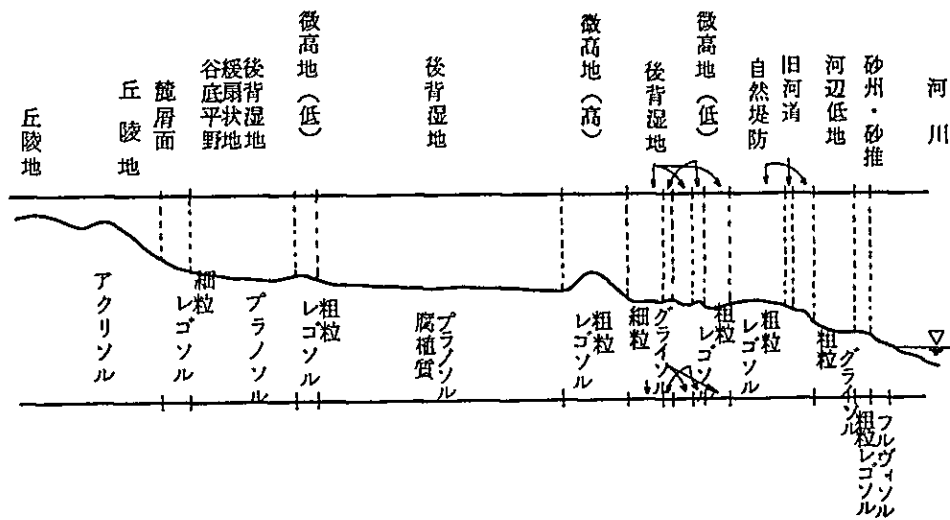 丘陵地
丘陵地
麓屑面
谷底平野
緩扇状地
後背湿地
微高地(低)
後背湿地
微高地(高)
後背湿地
微高地(低)
自然堤防
旧河道
河辺低地
砂州・砂推
河川
アクリソル
細粒
レゴソル
プラノソル
粗粒
レゴソル
腐植質
プラノソル
粗粒
レゴソル
細粒
グライソル
粗粒
レゴソル
粗粒
レゴソル
粗粒
グライソル
粗粒レゴソル
フルヴィソル